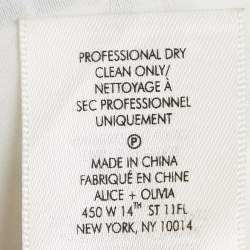 PROFESSIONAL DRY
CLEAN ONLY/
NETTOYAGE À
SEC PROFESSIONNEL
UNIQUEMENT
P
MADE IN CHINA
FABRIQUÉ EN CHINE
ALICE + OLIVIA
450 W 14TH ST 11FL
NEW YORK, NY 10014